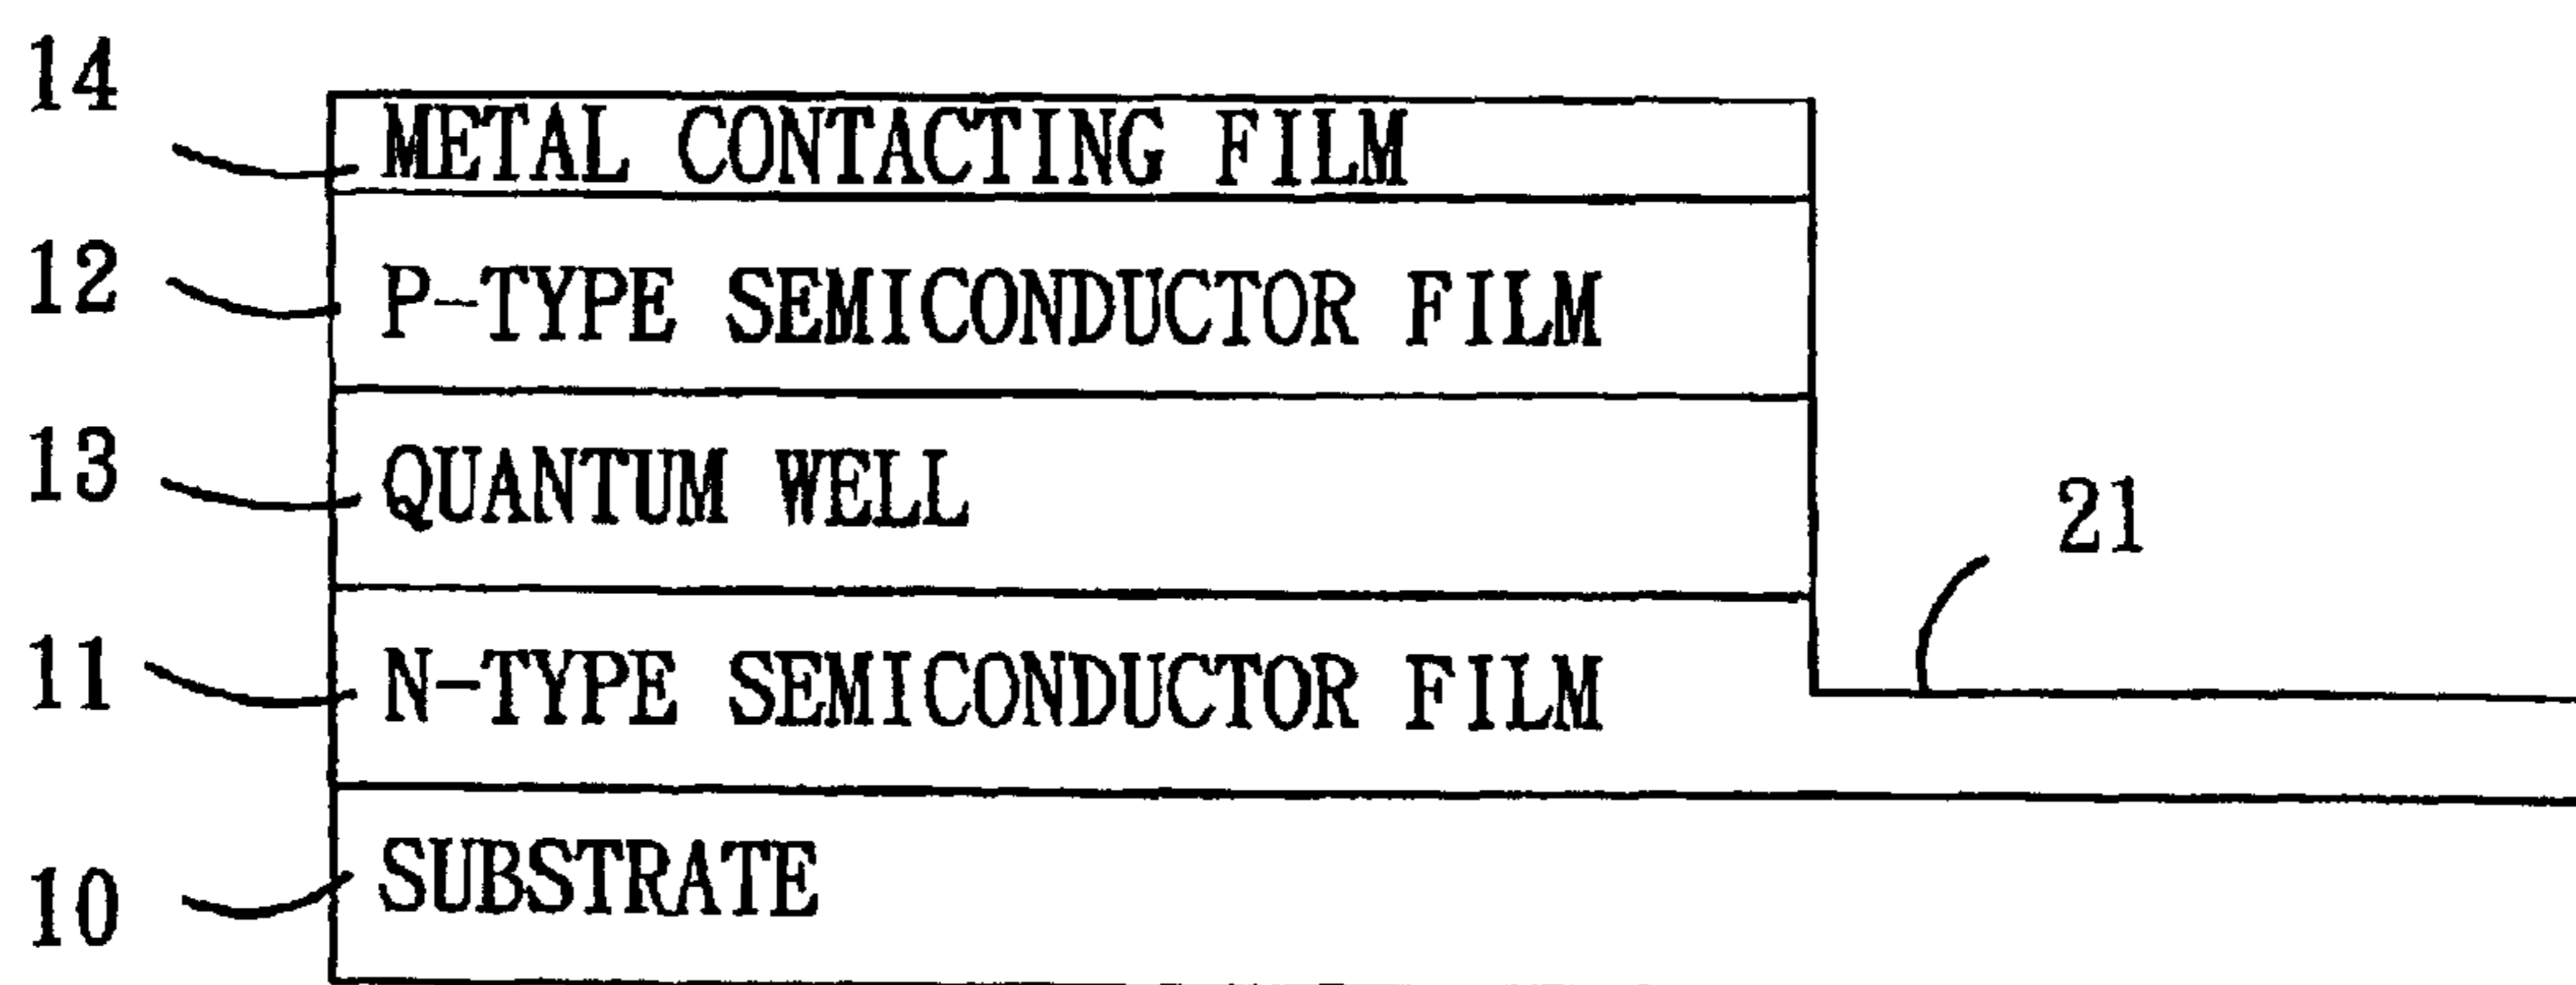 14
METAL CONTACTING FILM
12
P-TYPE SEMICONDUCTOR FILM
13
QUANTUM WELL
21
11
N-TYPE SEMICONDUCTOR FILM
10
SUBSTRATE